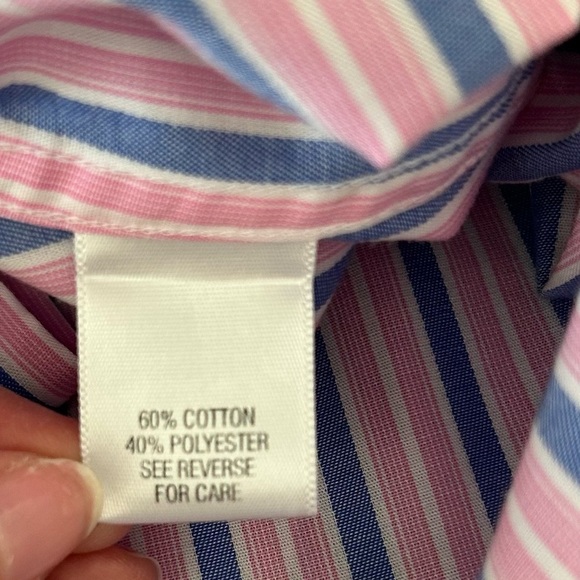 60% COTTON
40% POLYESTER
SEE REVERSE
FOR CARE